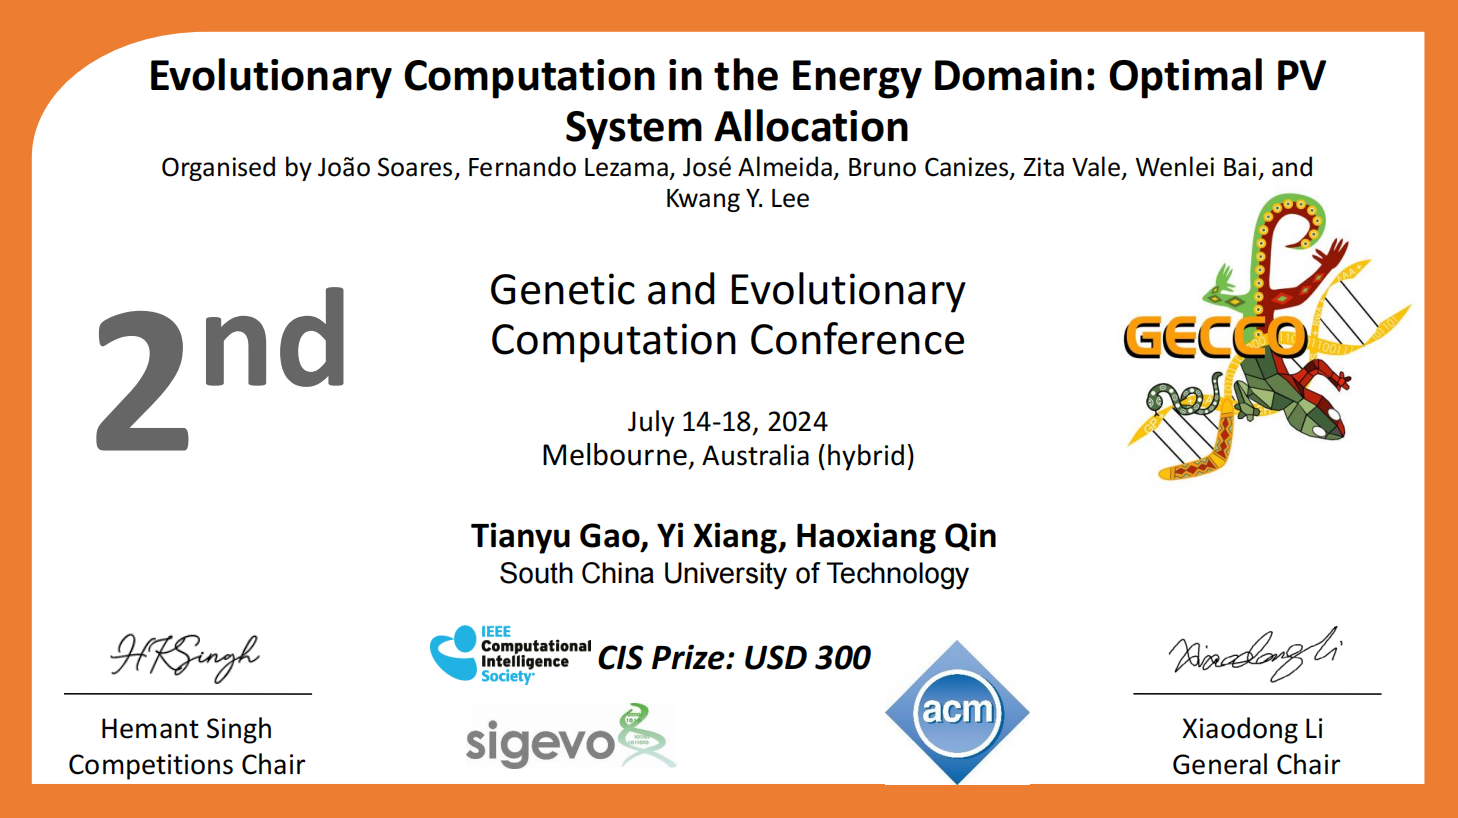 Evolutionary Computation in the Energy Domain: Optimal PV
System Allocation
Organised by João Soares, Fernando Lezama, José Almeida, Bruno Canizes, Zita Vale, Wenlei Bai, and
Kwang Y. Lee
2nd
Genetic and Evolutionary
Computation Conference
GECCO
July 14-18, 2024
Melbourne, Australia (hybrid)
Tianyu Gao, Yi Xiang, Haoxiang Qin
South China University of Technology
HKSingh
IEEE
Computational
Intelligence
Society
CIS Prize: USD 300
sigevo
acm
Xiaodong Li
Hemant Singh
Competitions Chair
Xiaodong Li
General Chair